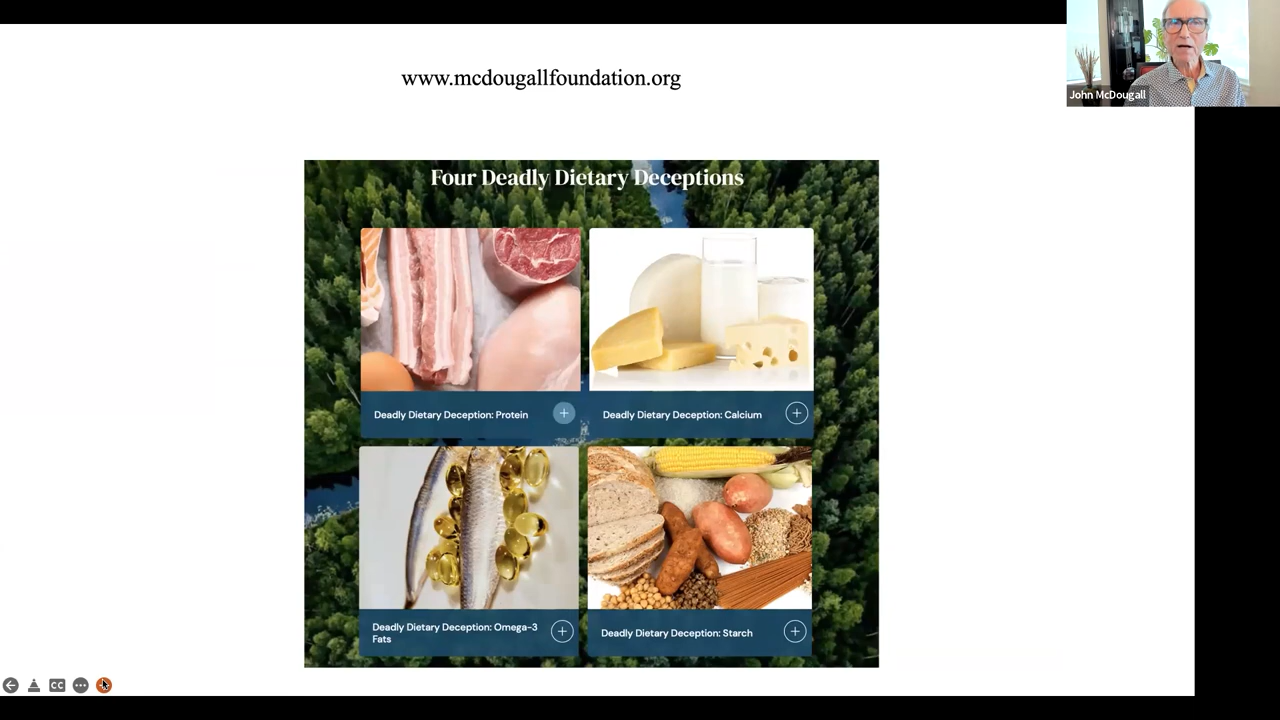 www.mcdougallfoundation.org
John McDougall
Four Deadly Dietary Deceptions
Deadly Dietary Deception: Protein
Deadly Dietary Deception: Calcium
Deadly Dietary Deception: Omega-3
Fats
Deadly Dietary Deception: Starch
CC